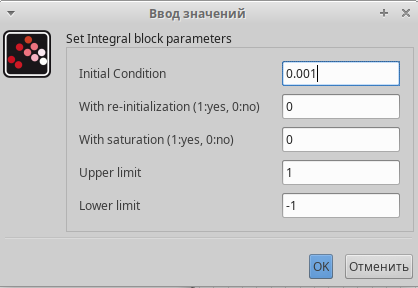 Ввод значений
Set Integral block parameters
Initial Condition 0.001
With re-initialization (1:yes, 0:no) 0
With saturation (1:yes, 0:no) 0
Upper limit 1
Lower limit -1
OK Отменить